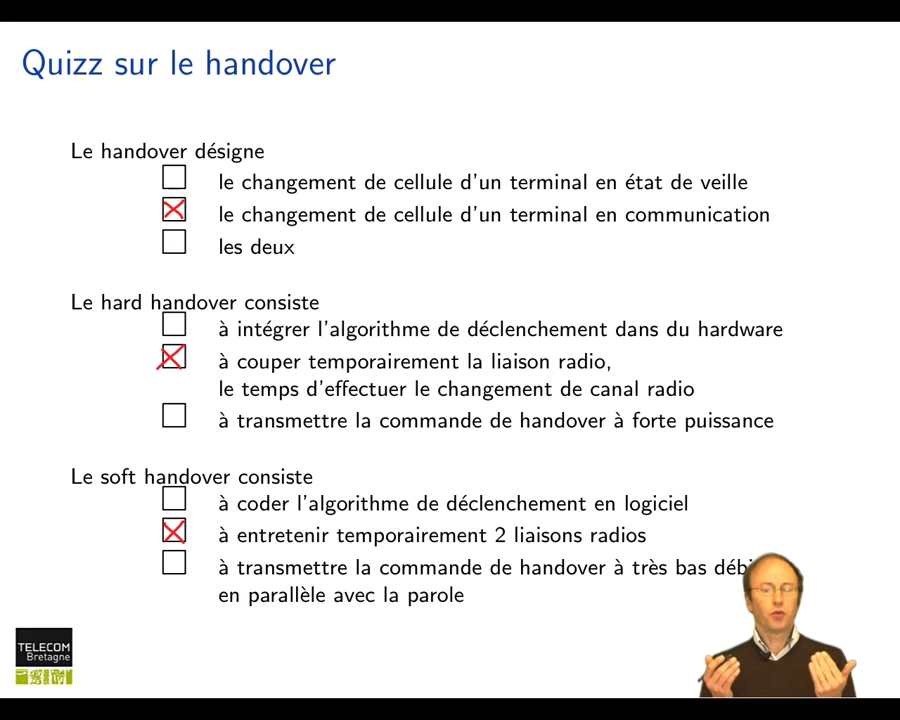 Quizz sur le handover
Le handover désigne
le changement de cellule d'un terminal en état de veille
le changement de cellule d'un terminal en communication
les deux
Le hard handover consiste
à intégrer l'algorithme de déclenchement dans du hardware
à couper temporairement la liaison radio,
le temps d'effectuer le changement de canal radio
à transmettre la commande de handover à forte puissance
Le soft handover consiste
à coder l'algorithme de déclenchement en logiciel
à entretenir temporairement 2 liaisons radios
à transmettre la commande de handover à très bas
en parallèle avec la parole
TELECOM
Bretagne